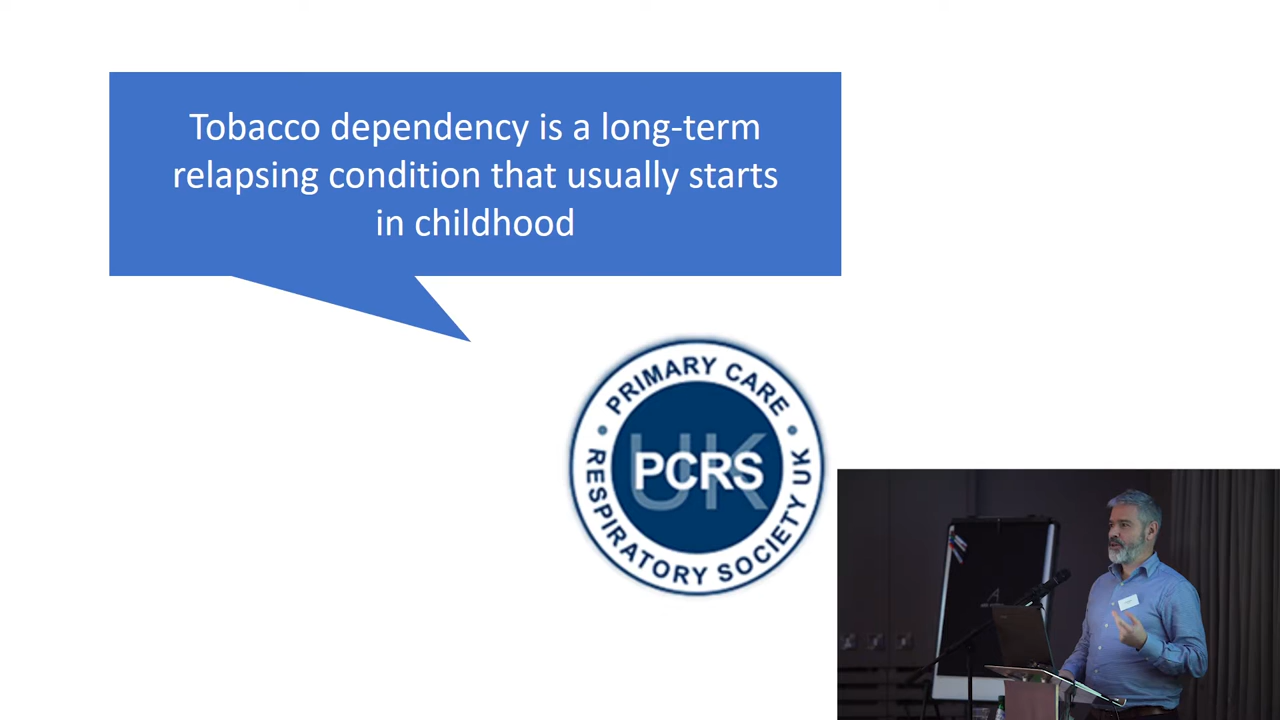 Tobacco dependency is a long-term
relapsing condition that usually starts
in childhood
PRIMARY CARE
UK
PCRS
RESPIRATORY SOCIETY UK